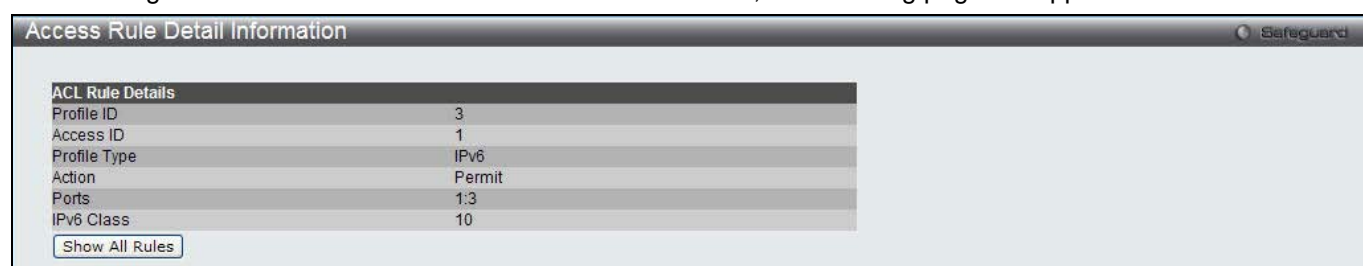 Access Rule Detail Information
Safeguard
ACL Rule Details
Profile ID 3
Access ID 1
Profile Type IPv6
Action Permit
Ports 1:3
IPv6 Class 10
Show All Rules